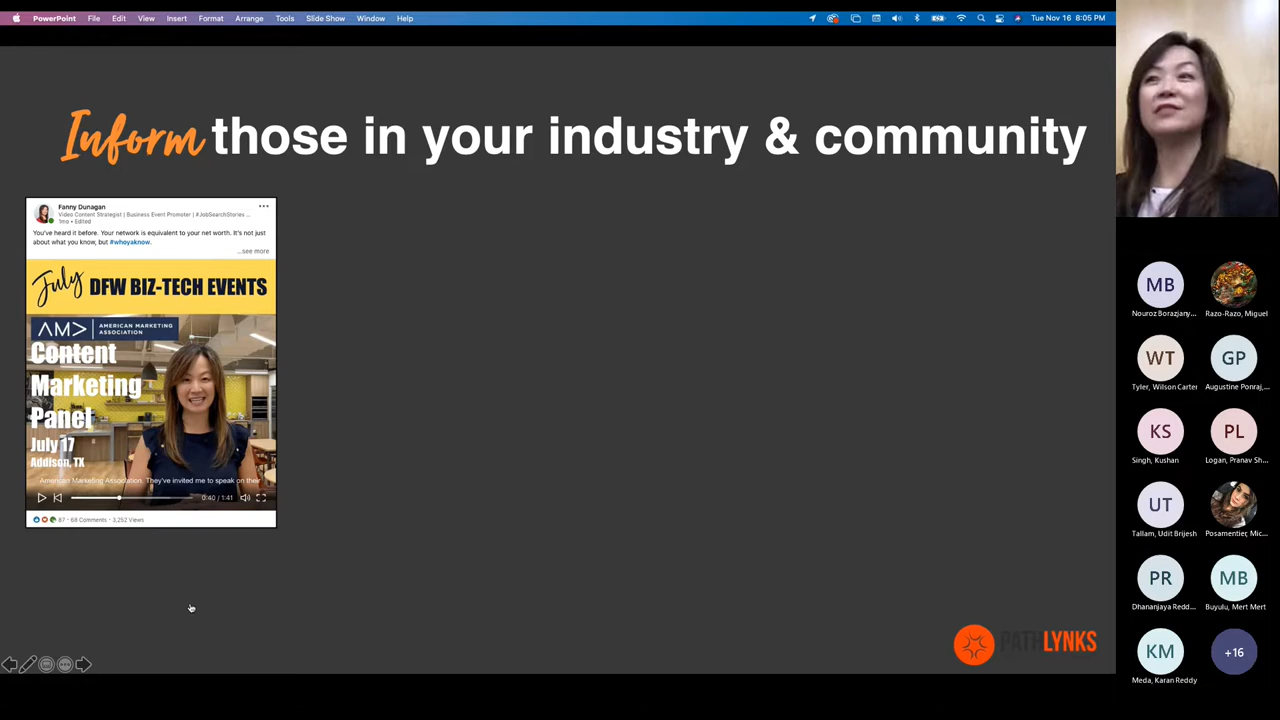 PowerPoint File Edit View Insert Format Arrange Tools Slide Show Window Help
Tue Nov 16 8:05 PM
Inform those in your industry & community
Fanny Dunagan
Video Content Strategist | Business Event Promoter | #JobSearchStories ...
1mo • Edited
You've heard it before. Your network is equivalent to your net worth. It's not just
about what you know, but #whoyaknow.
...see more
July DFW BIZ-TECH EVENTS
AMA AMERICAN MARKETING
ASSOCIATION
Content
Marketing
Panel
July 17
Addison, TX
American Marketing Association. They've invited me to speak on their
0:40 / 1:41
87 • 68 Comments • 3,252 Views
PATHLYNKS
MB
Nouroz Borazjany...
Razo-Razo, Miguel
WT
GP
Tyler, Wilson Carter
Augustine Ponraj,...
KS
PL
Singh, Kushan
Logan, Pranav Sh...
UT
Tallam, Udit Brijesh
Posamentier, Mic...
PR
MB
Dhananjaya Redd...
Buyulu, Mert Mert
KM
+16
Meda, Karan Reddy